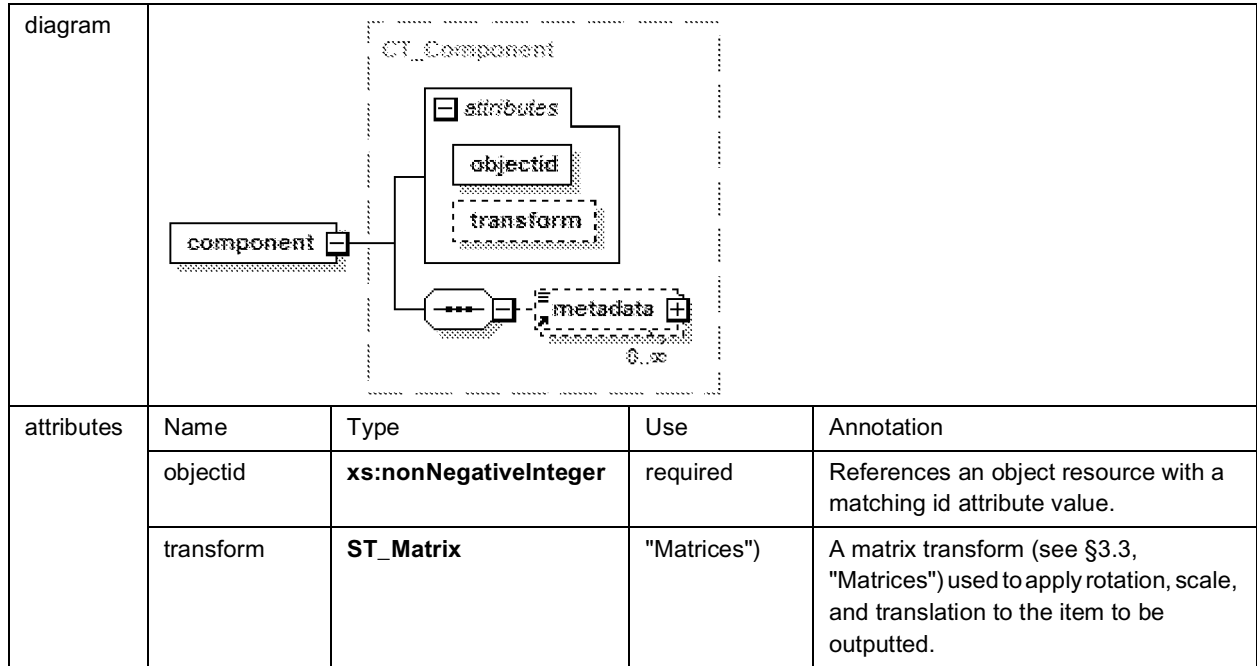 diagram
CT_Component
attributes
objectid
transform
component
metadata
0..∞
attributes
Name
Type
Use
Annotation
objectid
xs:nonNegativeInteger
required
References an object resource with a
matching id attribute value.
transform
ST_Matrix
"Matrices")
A matrix transform (see §3.3,
"Matrices") used to apply rotation, scale,
and translation to the item to be
outputted.